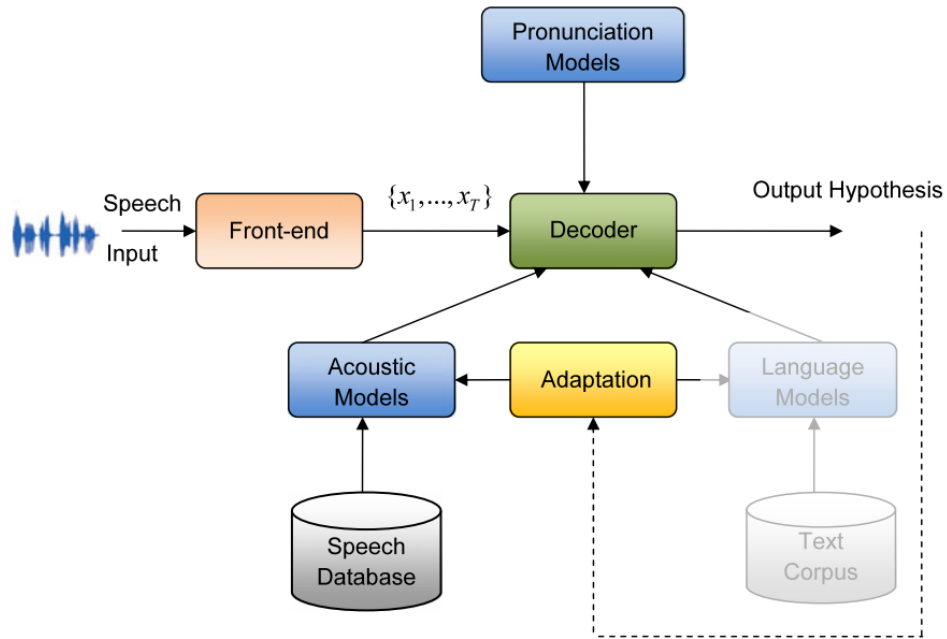 Pronunciation
Models
Speech
Input
Front-end
{x₁,...,x_T}
Decoder
Output Hypothesis
Acoustic
Models
Adaptation
Language
Models
Speech
Database
Text
Corpus